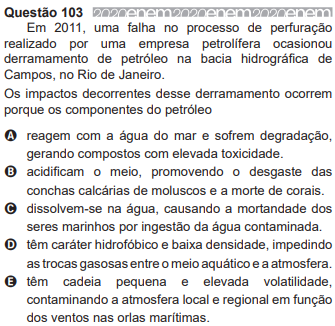 Questão 103 2020enem2020enem2020enem
Em 2011, uma falha no processo de perfuração
realizado por uma empresa petrolífera ocasionou
derramamento de petróleo na bacia hidrográfica de
Campos, no Rio de Janeiro.
Os impactos decorrentes desse derramamento ocorrem
porque os componentes do petróleo
A reagem com a água do mar e sofrem degradação,
gerando compostos com elevada toxicidade.
B acidificam o meio, promovendo o desgaste das
conchas calcárias de moluscos e a morte de corais.
C dissolvem-se na água, causando a mortandade dos
seres marinhos por ingestão da água contaminada.
D têm caráter hidrofóbico e baixa densidade, impedindo
as trocas gasosas entre o meio aquático e a atmosfera.
E têm cadeia pequena e elevada volatilidade,
contaminando a atmosfera local e regional em função
dos ventos nas orlas marítimas.